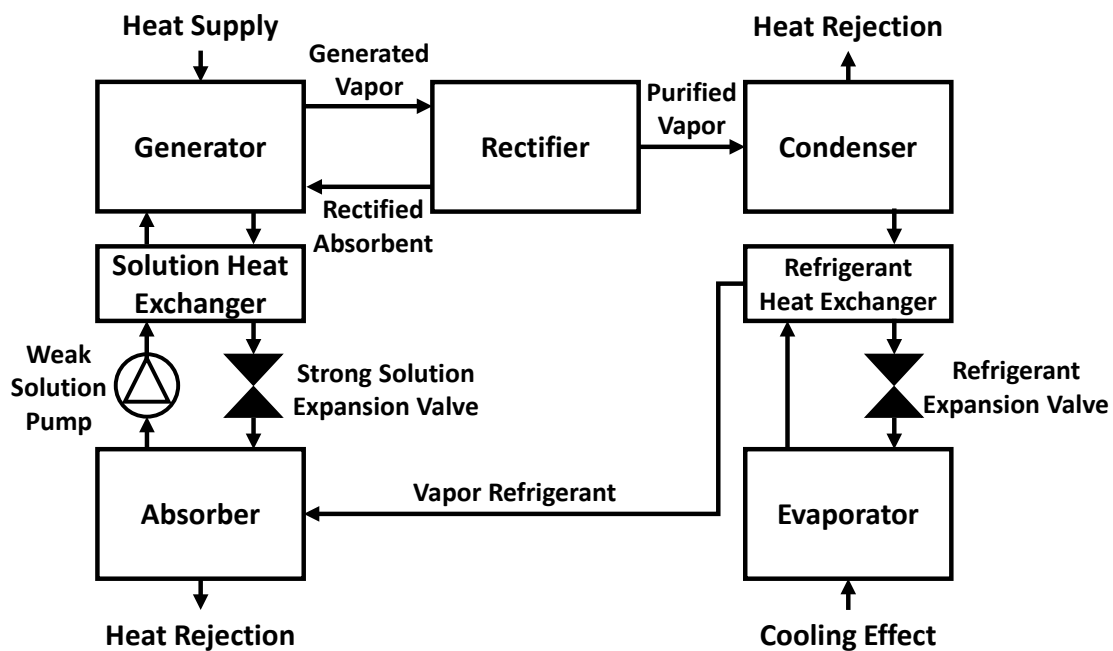 Heat Supply
Heat Rejection
Generated
Vapor
Purified
Vapor
Generator
Rectifier
Condenser
Rectified
Absorbent
Solution Heat
Exchanger
Refrigerant
Heat Exchanger
Weak
Solution
Pump
Strong Solution
Expansion Valve
Refrigerant
Expansion Valve
Absorber
Vapor Refrigerant
Evaporator
Heat Rejection
Cooling Effect